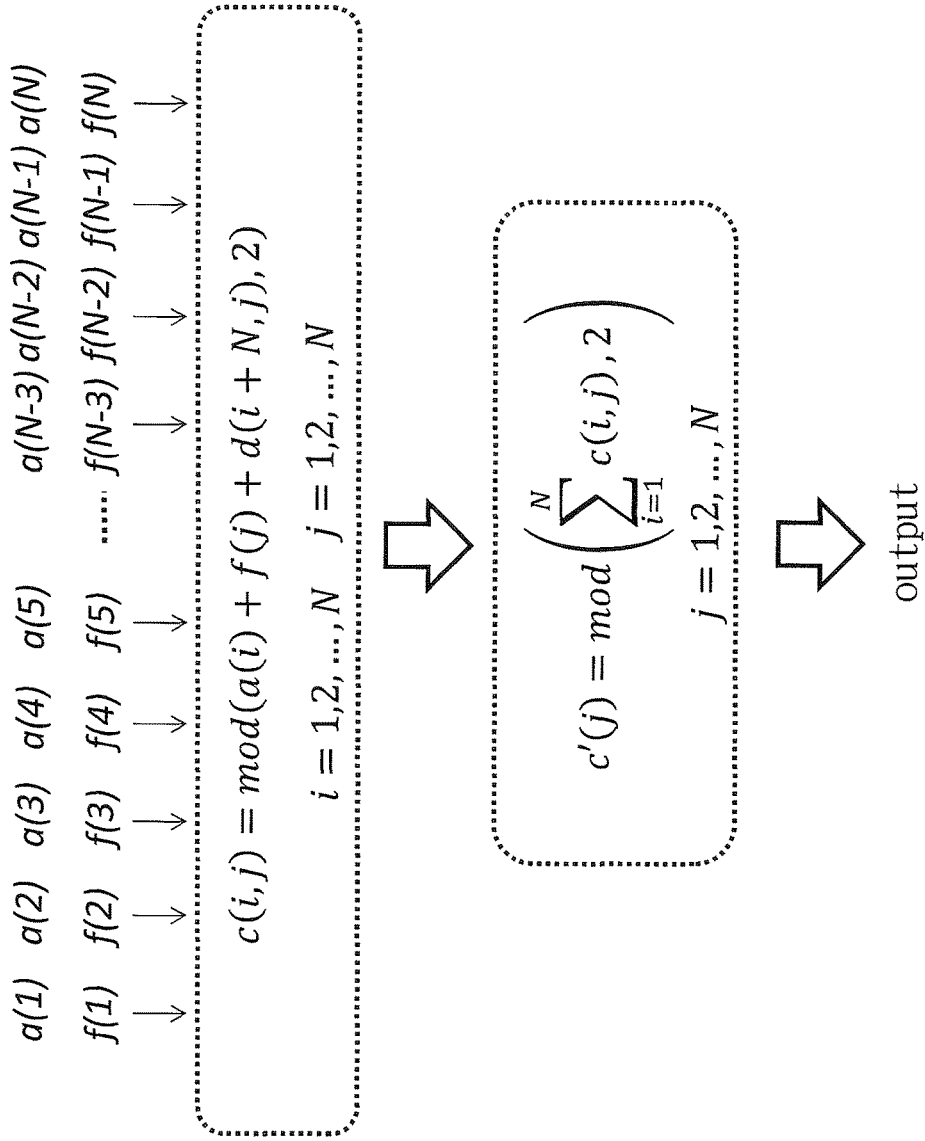 a(1) a(2) a(3) a(4) a(5) a(N-3) a(N-2) a(N-1) a(N)
f(1) f(2) f(3) f(4) f(5) ...... f(N-3) f(N-2) f(N-1) f(N)
c(i,j) = mod(a(i) + f(j) + d(i + N, j), 2)
i = 1,2, ..., N j = 1,2, ..., N
c'(j) = mod(∑_{i=1}^{N} c(i,j), 2)
j = 1,2, ..., N
output